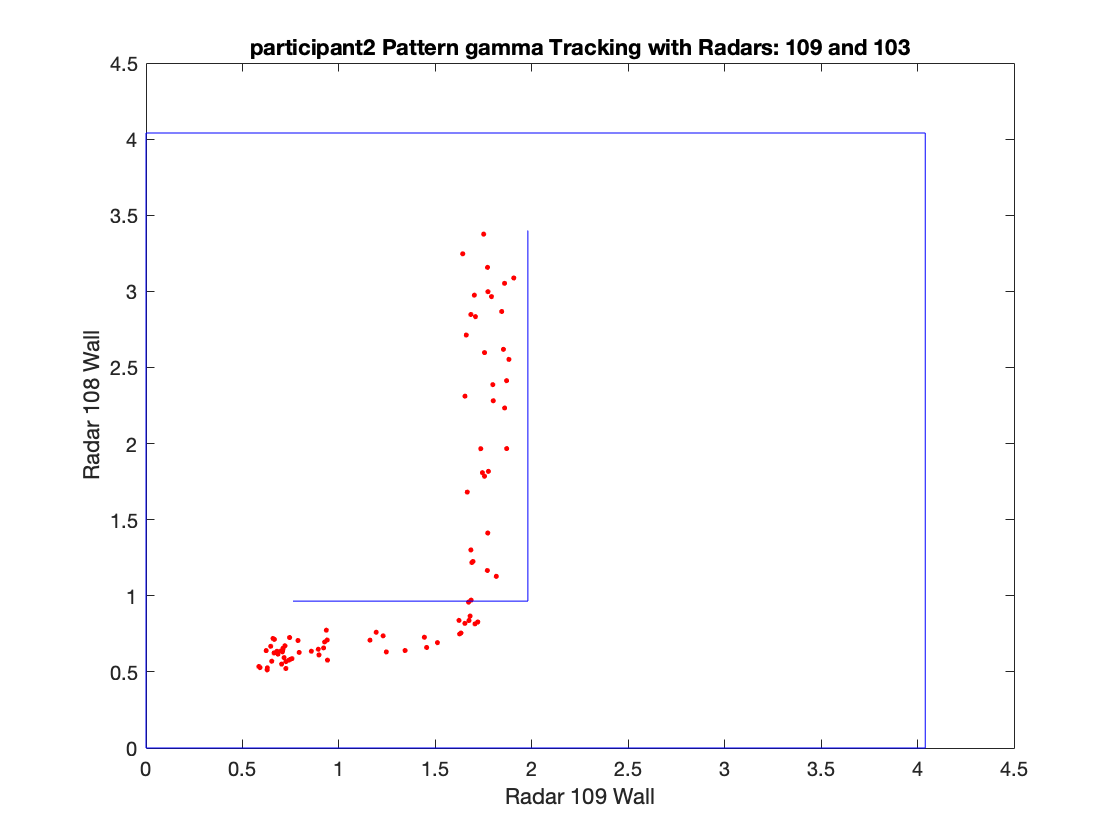 participant2 Pattern gamma Tracking with Radars: 109 and 103
4.5
4
3.5
3
2.5
2
1.5
1
0.5
0
Radar 108 Wall
0 0.5 1 1.5 2 2.5 3 3.5 4 4.5
Radar 109 Wall